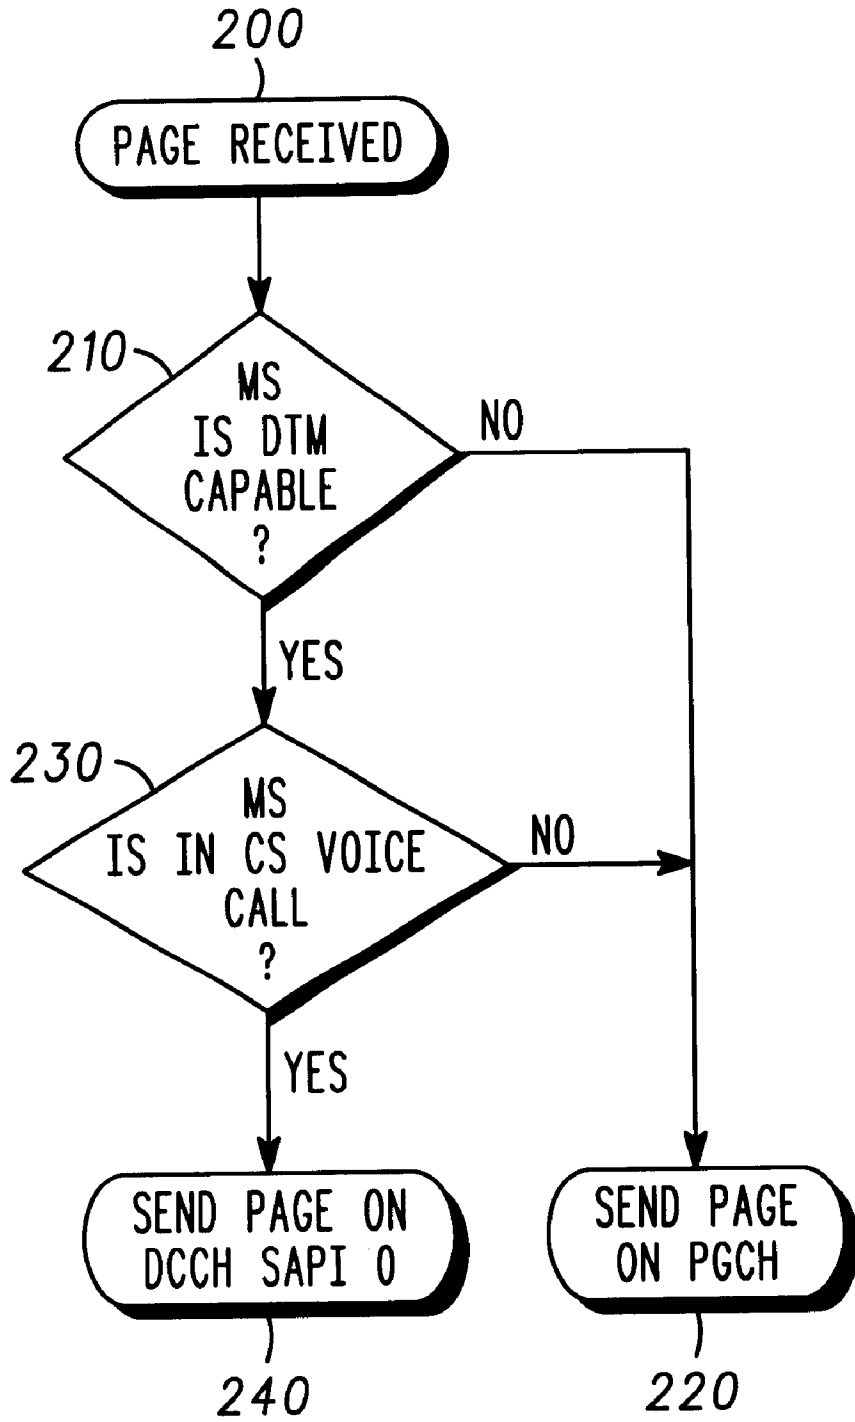 200
PAGE RECEIVED
210
MS
IS DTM
CAPABLE
?
NO
YES
230
MS
IS IN CS VOICE
CALL
?
NO
YES
SEND PAGE ON
DCCH SAPI 0
240
SEND PAGE
ON PGCH
220